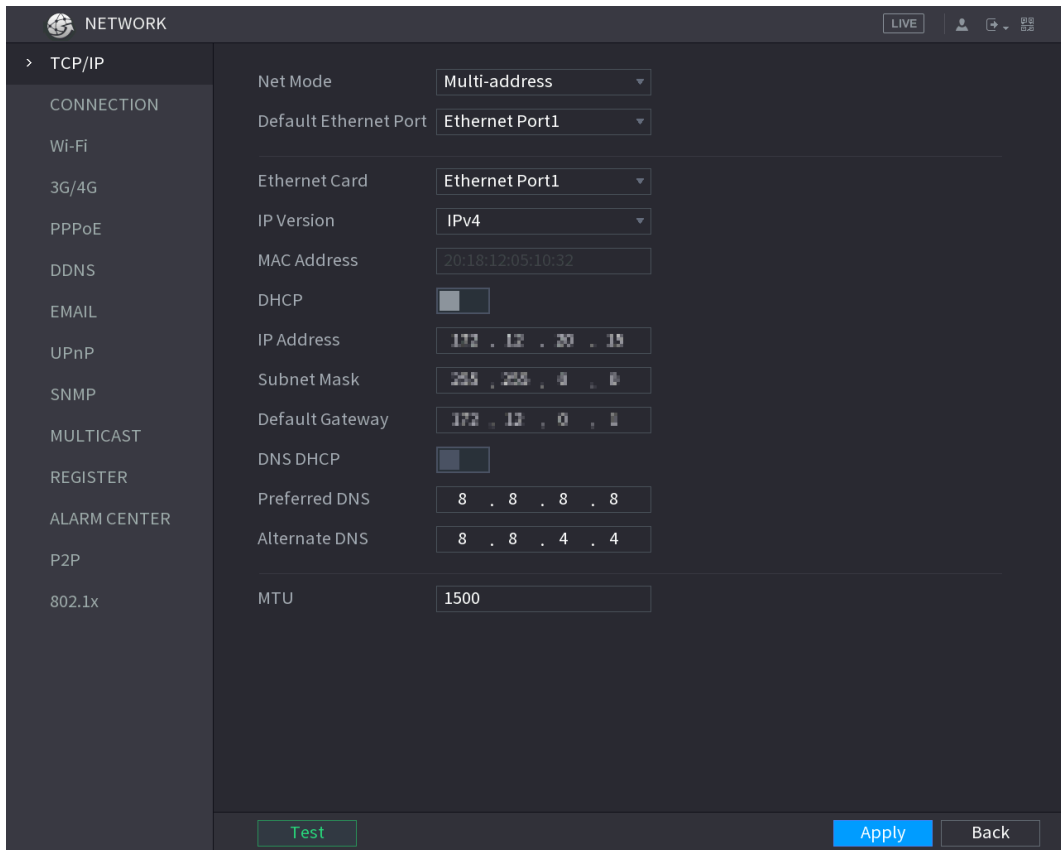 NETWORK LIVE
TCP/IP
CONNECTION
Wi-Fi
3G/4G
PPPoE
DDNS
EMAIL
UPnP
SNMP
MULTICAST
REGISTER
ALARM CENTER
P2P
802.1x
Net Mode Multi-address
Default Ethernet Port Ethernet Port1
Ethernet Card Ethernet Port1
IP Version IPv4
MAC Address 20:18:12:05:10:32
DHCP
IP Address
Subnet Mask
Default Gateway
DNS DHCP
Preferred DNS 8 . 8 . 8 . 8
Alternate DNS 8 . 8 . 4 . 4
MTU 1500
Test Apply Back